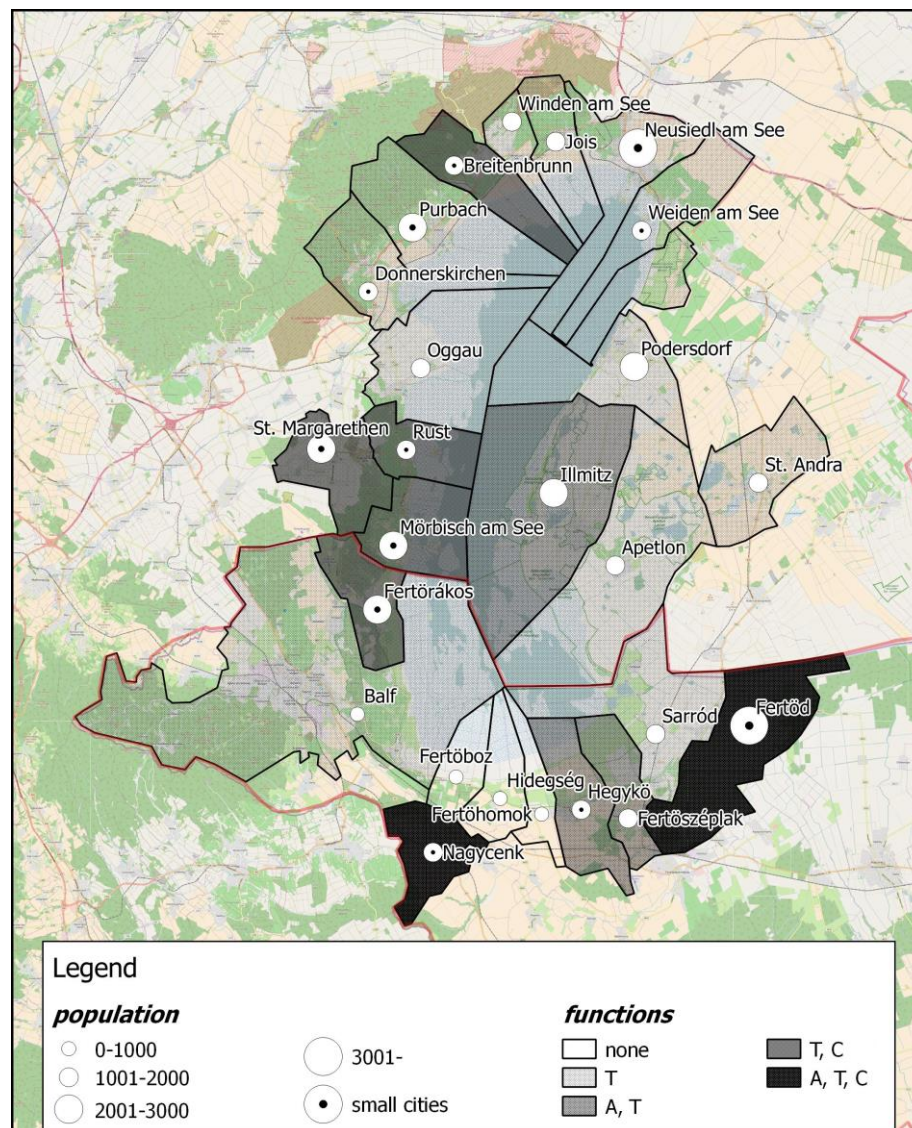 Winden am See
Jois
Neusiedl am See
Breitenbrunn
Purbach
Weiden am See
Donnerskirchen
Oggau
Podersdorf
St. Margarethen
Rust
St. Andra
Illmitz
Mörbisch am See
Apetlon
Fertörákos
Balf
Sarród
Fertöd
Fertöboz
Hidegség
Hegykö
Fertöhomok
Fertöszéplak
Nagycenk
Legend
population
functions
0-1000
3001-
none
T, C
1001-2000
T
A, T, C
2001-3000
small cities
A, T